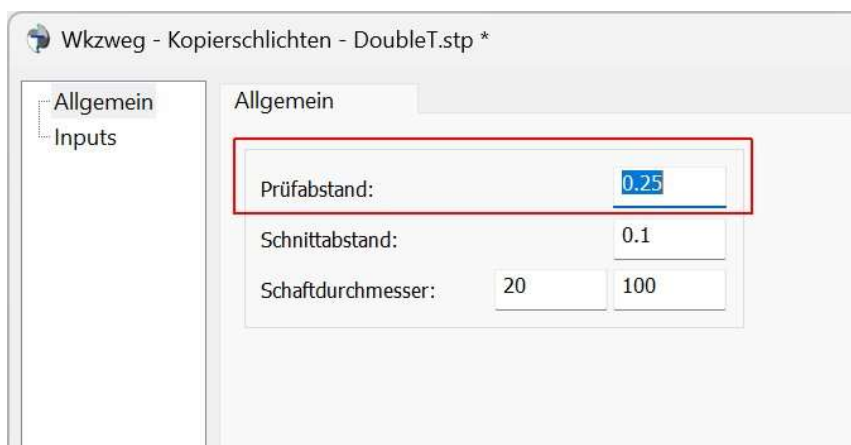 Wkzweg - Kopierschlichten - DoubleT.stp *
Allgemein
Inputs
Allgemein
Prüfabstand: 0.25
Schnittabstand: 0.1
Schaftdurchmesser: 20 100